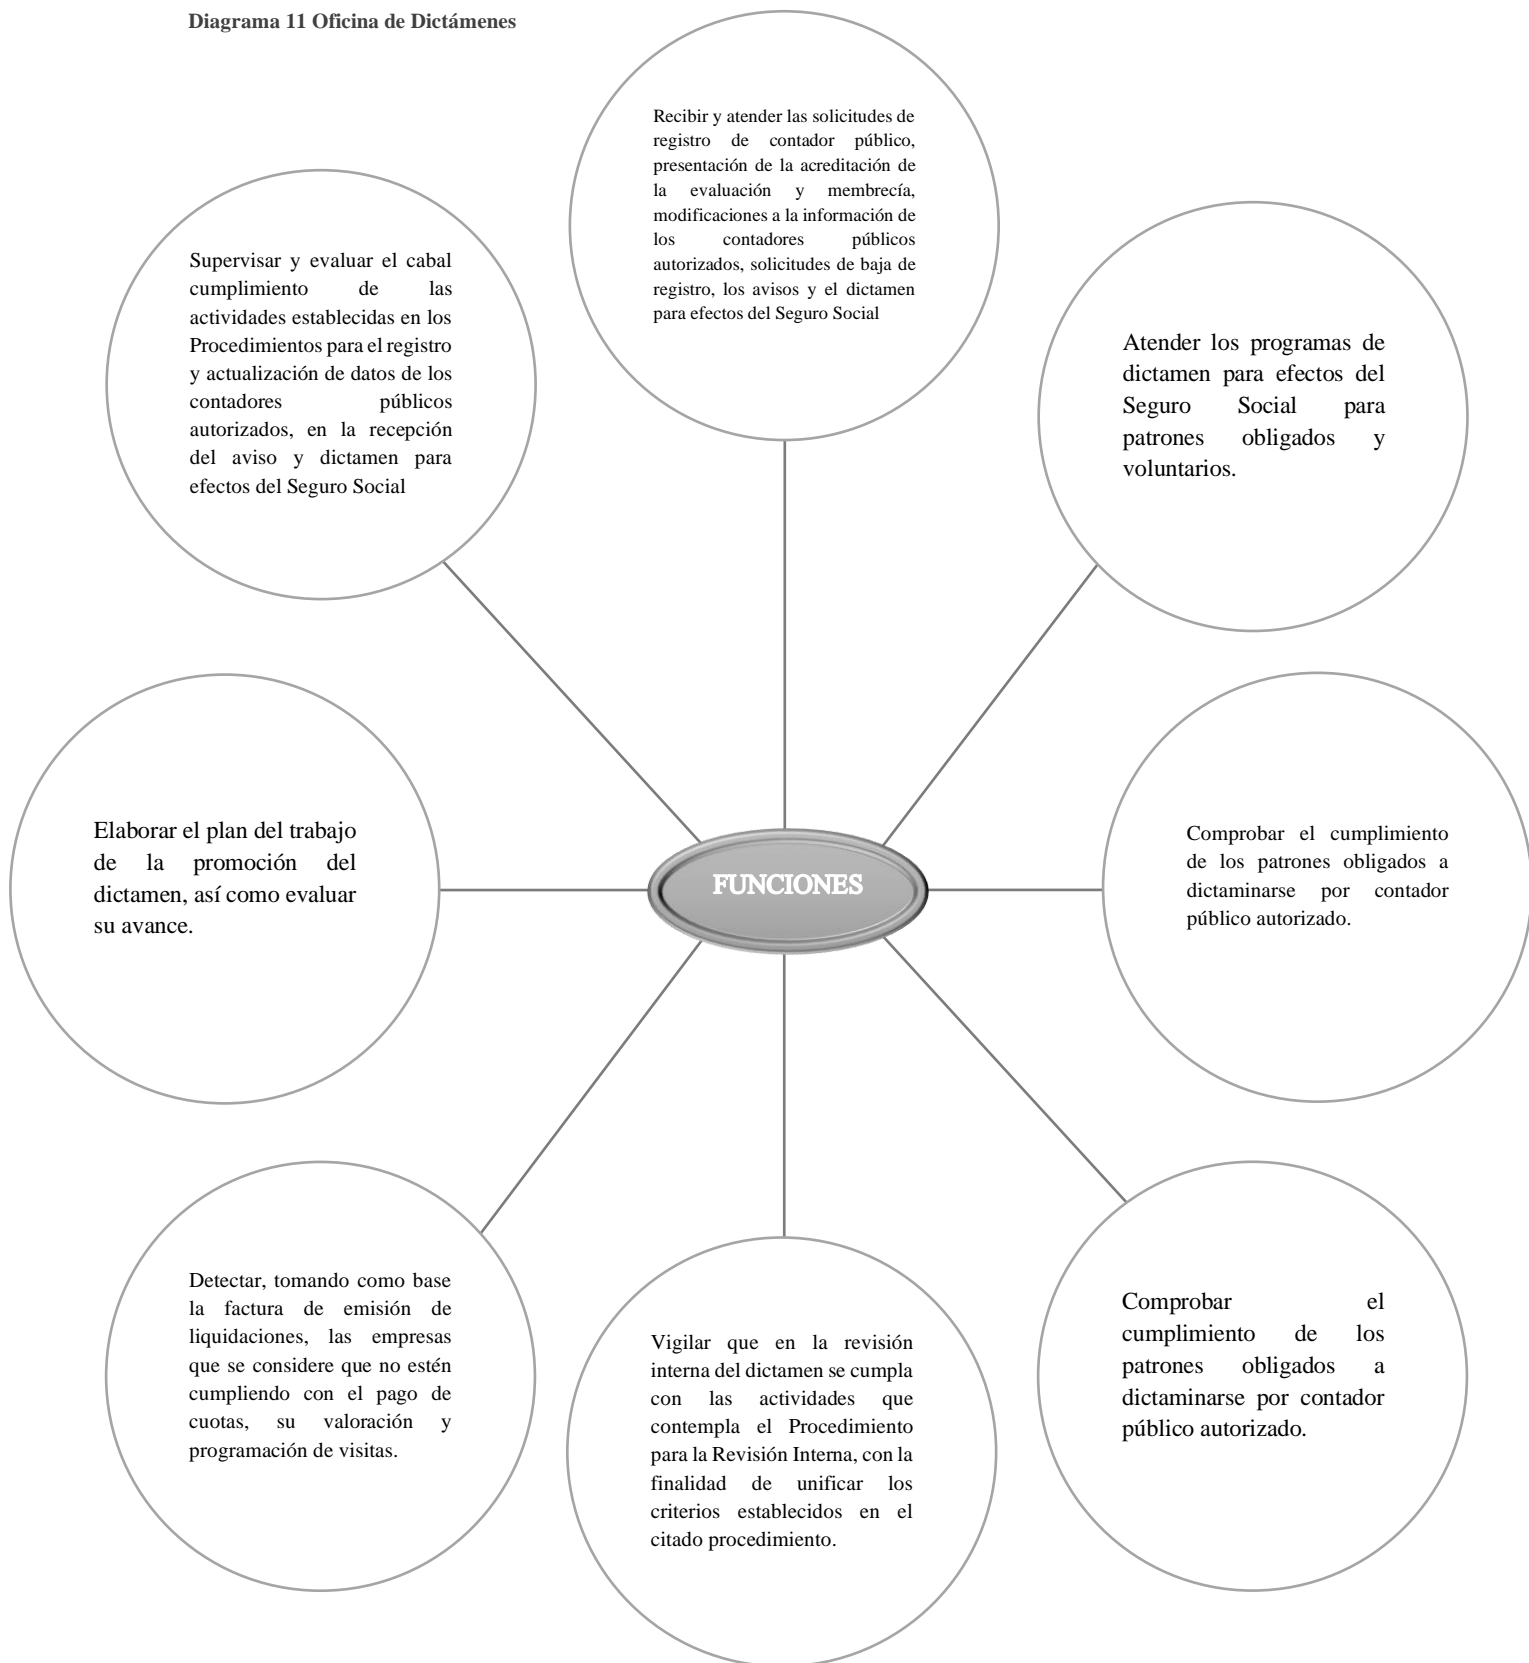 Diagrama 11 Oficina de Dictámenes
Recibir y atender las solicitudes de
registro de contador público,
presentación de la acreditación de
la evaluación y membrecía,
modificaciones a la información de
los contadores públicos
autorizados, solicitudes de baja de
registro, los avisos y el dictamen
para efectos del Seguro Social
Supervisar y evaluar el cabal
cumplimiento de las
actividades establecidas en los
Procedimientos para el registro
y actualización de datos de los
contadores públicos
autorizados, en la recepción
del aviso y dictamen para
efectos del Seguro Social
Atender los programas de
dictamen para efectos del
Seguro Social para
patrones obligados y
voluntarios.
Elaborar el plan del trabajo
de la promoción del
dictamen, así como evaluar
su avance.
FUNCIONES
Comprobar el cumplimiento
de los patrones obligados a
dictaminarse por contador
público autorizado.
Detectar, tomando como base
la factura de emisión de
liquidaciones, las empresas
que se considere que no estén
cumpliendo con el pago de
cuotas, su valoración y
programación de visitas.
Vigilar que en la revisión
interna del dictamen se cumpla
con las actividades que
contempla el Procedimiento
para la Revisión Interna, con la
finalidad de unificar los
criterios establecidos en el
citado procedimiento.
Comprobar el
cumplimiento de los
patrones obligados a
dictaminarse por contador
público autorizado.